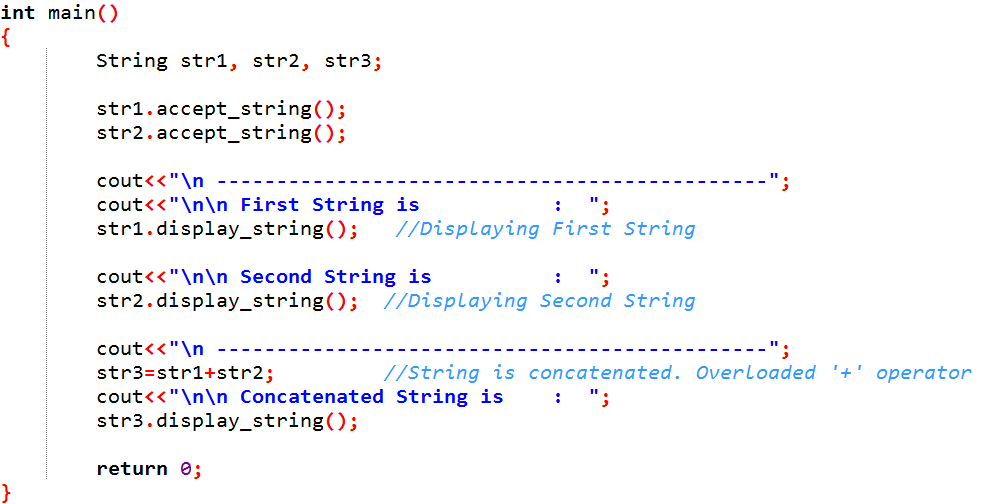 int main()
{
String str1, str2, str3;
str1.accept_string();
str2.accept_string();
cout<<"\n ----------------------------------------------";
cout<<"\n\n First String is           :  ";
str1.display_string();   //Displaying First String
cout<<"\n\n Second String is          :  ";
str2.display_string();  //Displaying Second String
cout<<"\n ----------------------------------------------";
str3=str1+str2;         //String is concatenated. Overloaded '+' operator
cout<<"\n\n Concatenated String is    :  ";
str3.display_string();
return 0;
}